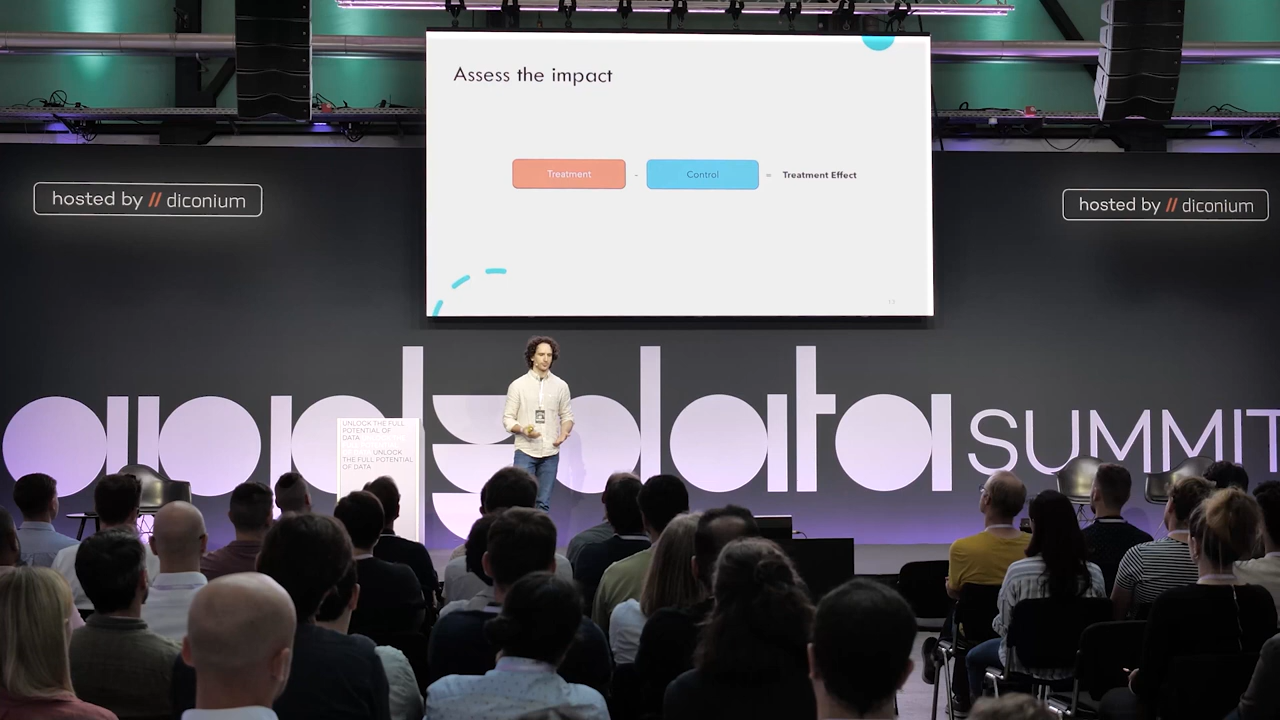 Assess the impact
Treatment - Control = Treatment Effect
hosted by // diconium
hosted by // diconium
data SUMMIT
UNLOCK THE FULL
POTENTIAL OF
DATA
UNLOCK
THE FULL POTENTIAL
OF DATA